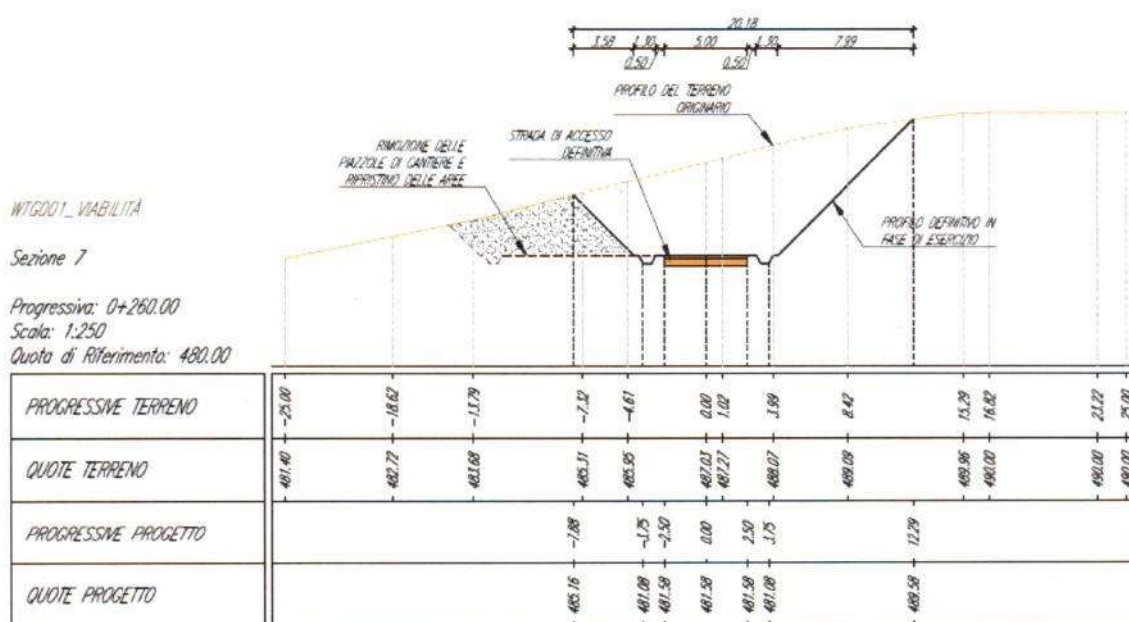 20.18
3.58 1.30 5.00 1.30 7.99
0.50 0.50
PROFILO DEL TERRENO
ORIGINARIO
STRADA DI ACCESSO
DEFINITIVA
RIMOZIONE DELLE
PIAZZOLE DI CANTIERE E
RIPRISTINO DELLE AREE
PROFILO DEFINITIVO IN
FASE DI ESERCIZIO
WTG001_VIABILITÀ
Sezione 7
Progressiva: 0+260.00
Scala: 1:250
Quota di Riferimento: 480.00
PROGRESSIVE TERRENO -25.00 -18.62 -13.79 -7.32 -4.61 0.00 1.02 3.99 8.42 15.29 16.82 23.22 25.00
QUOTE TERRENO 481.40 482.72 483.68 485.31 485.95 487.03 487.27 488.07 489.09 489.96 490.00 490.00 490.00
PROGRESSIVE PROGETTO -7.88 -3.75 -2.50 0.00 2.50 3.75 12.29
QUOTE PROGETTO 485.16 481.08 481.58 481.58 481.58 481.08 489.58